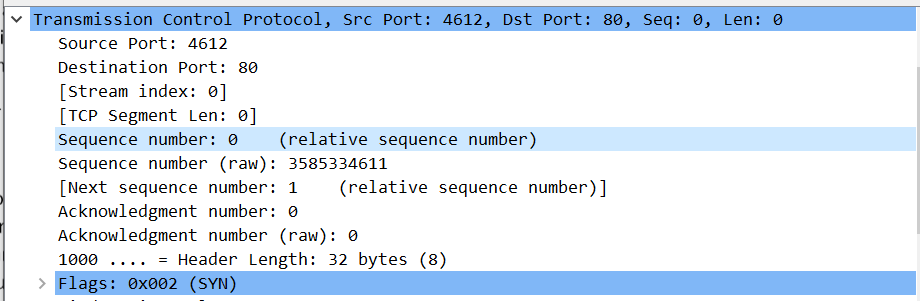 Transmission Control Protocol, Src Port: 4612, Dst Port: 80, Seq: 0, Len: 0
Source Port: 4612
Destination Port: 80
[Stream index: 0]
[TCP Segment Len: 0]
Sequence number: 0    (relative sequence number)
Sequence number (raw): 3585334611
[Next sequence number: 1    (relative sequence number)]
Acknowledgment number: 0
Acknowledgment number (raw): 0
1000 .... = Header Length: 32 bytes (8)
Flags: 0x002 (SYN)